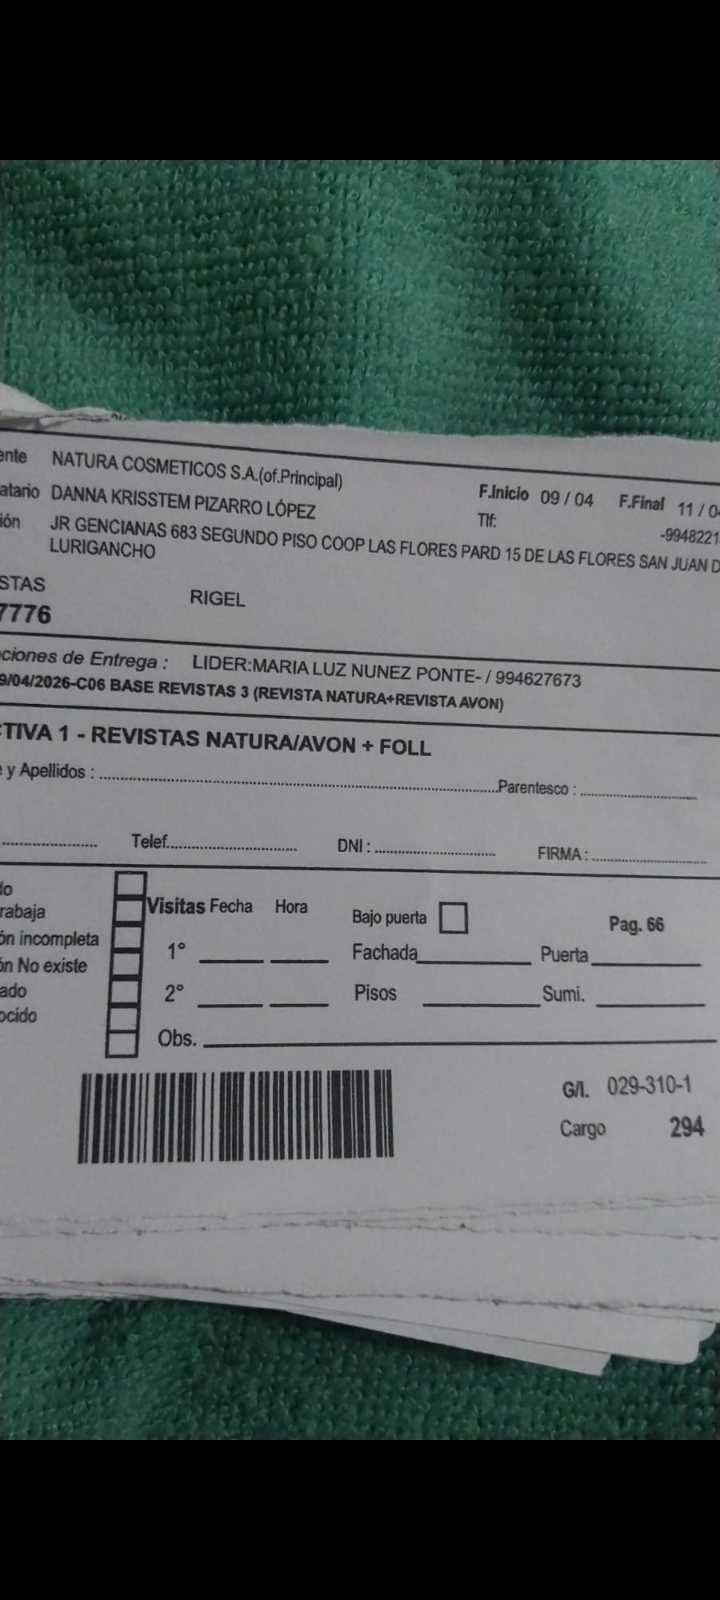 ente NATURA COSMETICOS S.A.(of.Principal)
F.Inicio 09 / 04 F.Final 11 / 04
atario DANNA KRISSTEM PIZARRO LÓPEZ
Tlf: -9948221
ión JR GENCIANAS 683 SEGUNDO PISO COOP LAS FLORES PARD 15 DE LAS FLORES SAN JUAN D
LURIGANCHO
STAS RIGEL
7776
ciones de Entrega : LIDER:MARIA LUZ NUNEZ PONTE- / 994627673
9/04/2026-C06 BASE REVISTAS 3 (REVISTA NATURA+REVISTA AVON)
TIVA 1 - REVISTAS NATURA/AVON + FOLL
e y Apellidos : Parentesco :
Telef. DNI : FIRMA :
do
rabaja
ón incompleta
ón No existe
ado
ocido
Visitas Fecha Hora
1°
2°
Obs.
Bajo puerta Pag. 66
Fachada Puerta
Pisos Sumi.
G/I. 029-310-1
Cargo 294